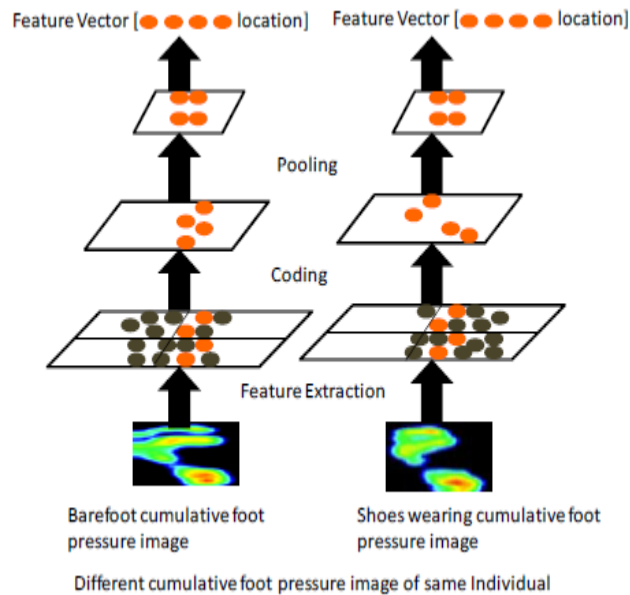 Feature Vector [ location]
Feature Vector [ location]
Pooling
Coding
Feature Extraction
Barefoot cumulative foot
pressure image
Shoes wearing cumulative foot
pressure image
Different cumulative foot pressure image of same Individual